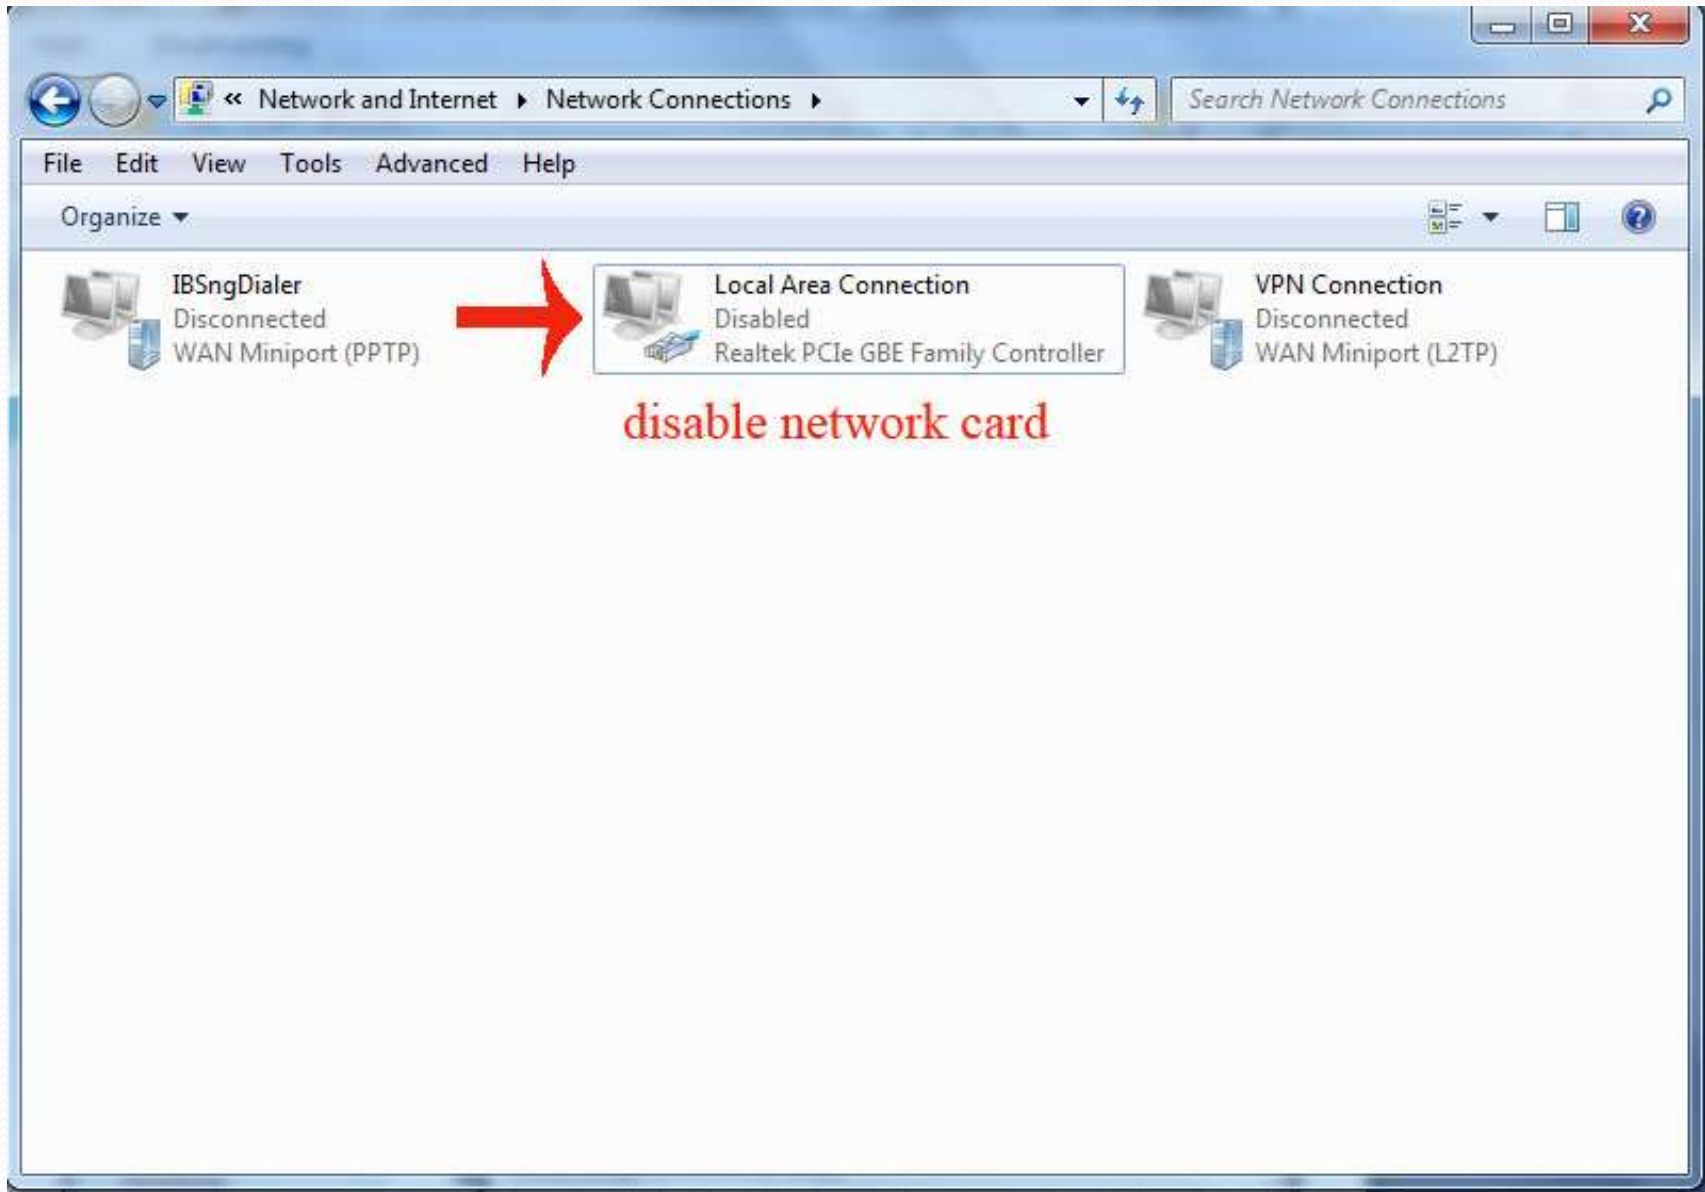 « Network and Internet Network Connections
Search Network Connections
File Edit View Tools Advanced Help
Organize
IBSngDialer
Disconnected
WAN Miniport (PPTP)
Local Area Connection
Disabled
Realtek PCIe GBE Family Controller
VPN Connection
Disconnected
WAN Miniport (L2TP)
disable network card